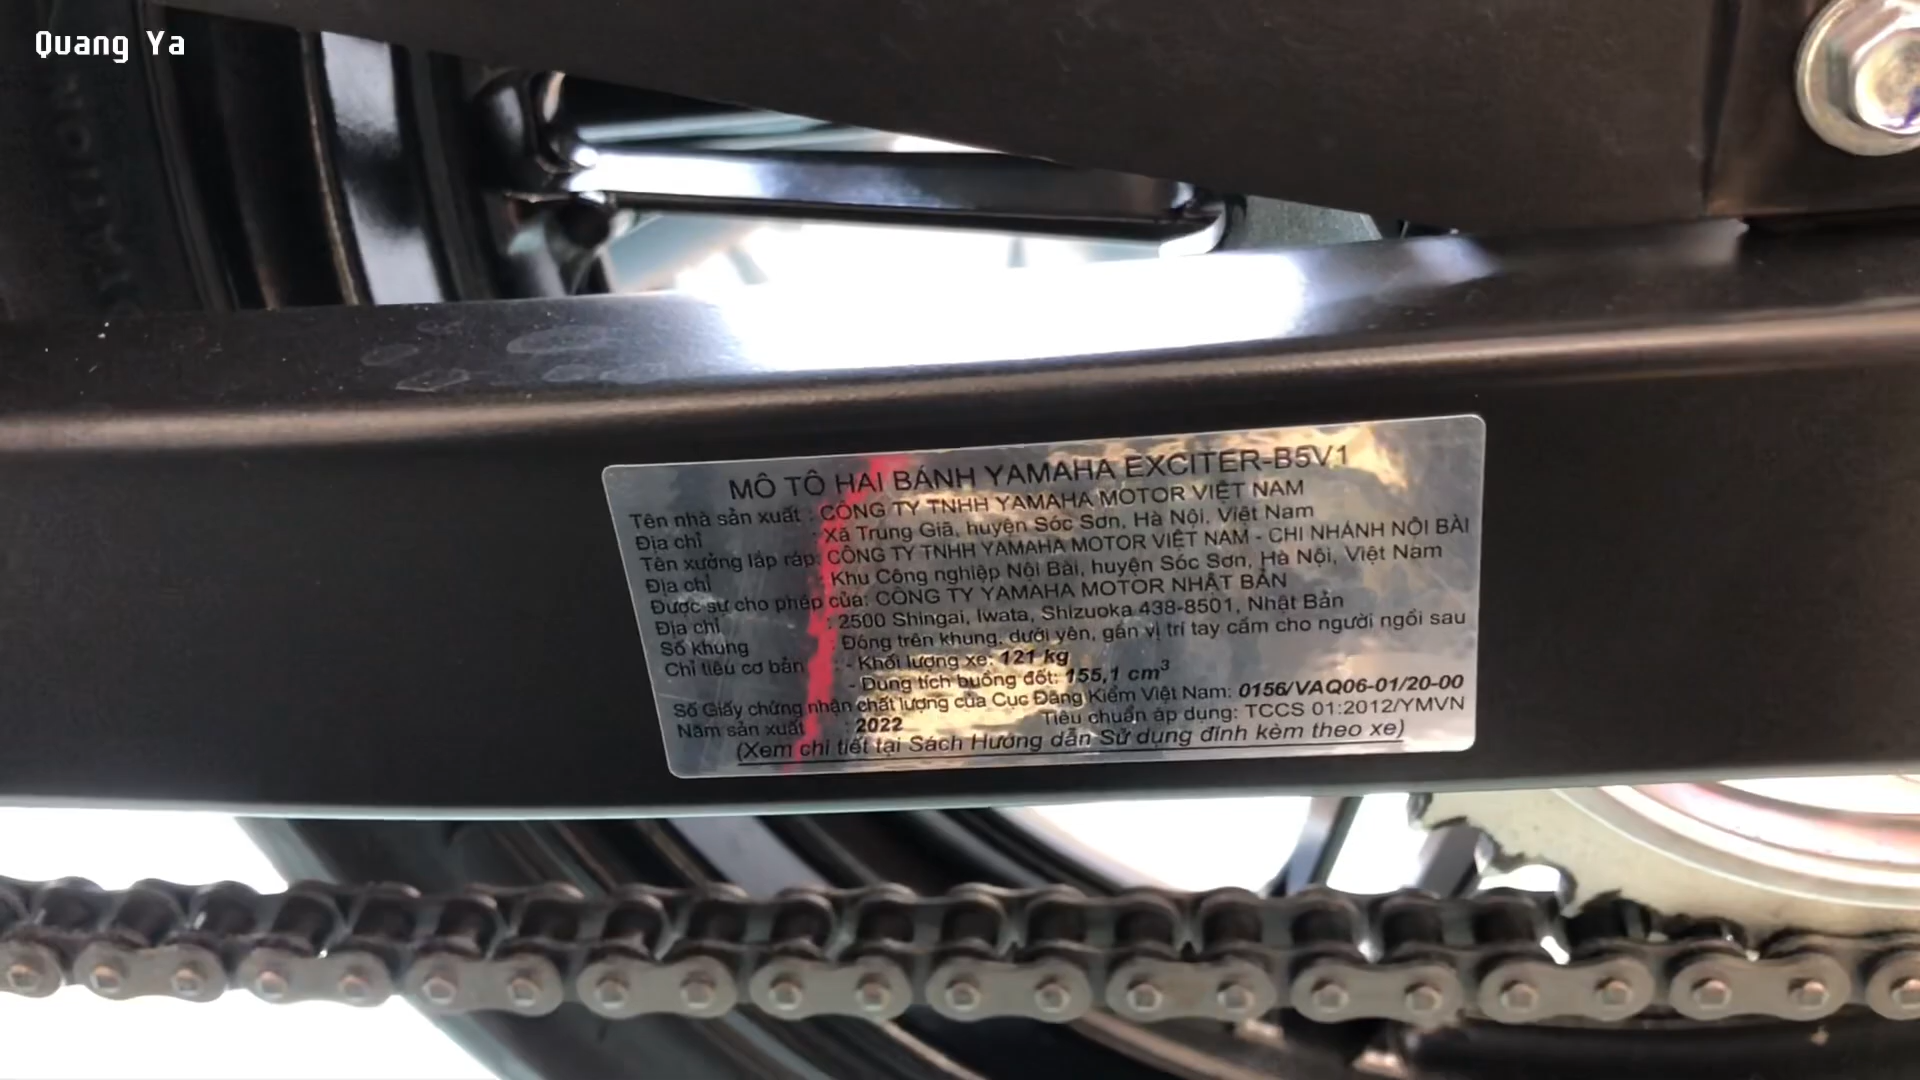 Quang Ya
MÔ TÔ HAI BÁNH YAMAHA EXCITER-B5V1
Tên nhà sản xuất : CÔNG TY TNHH YAMAHA MOTOR VIỆT NAM
Địa chỉ : Xã Trung Giã, huyện Sóc Sơn, Hà Nội, Việt Nam
Tên xưởng lắp ráp: CÔNG TY TNHH YAMAHA MOTOR VIỆT NAM - CHI NHÁNH NỘI BÀI
Địa chỉ : Khu Công nghiệp Nội Bài, huyện Sóc Sơn, Hà Nội, Việt Nam
Được sự cho phép của: CÔNG TY YAMAHA MOTOR NHẬT BẢN
Địa chỉ : 2500 Shingai, Iwata, Shizuoka 438-8501, Nhật Bản
Số khung : Đóng trên khung, dưới yên, gần vị trí tay cầm cho người ngồi sau
Chỉ tiêu cơ bản : - Khối lượng xe: 121 kg
- Dung tích buồng đốt: 155,1 cm³
Số Giấy chứng nhận chất lượng của Cục Đăng Kiểm Việt Nam: 0156/VAQ06-01/20-00
Năm sản xuất 2022 Tiêu chuẩn áp dụng: TCCS 01:2012/YMVN
(Xem chi tiết tại Sách Hướng dẫn Sử dụng đính kèm theo xe)